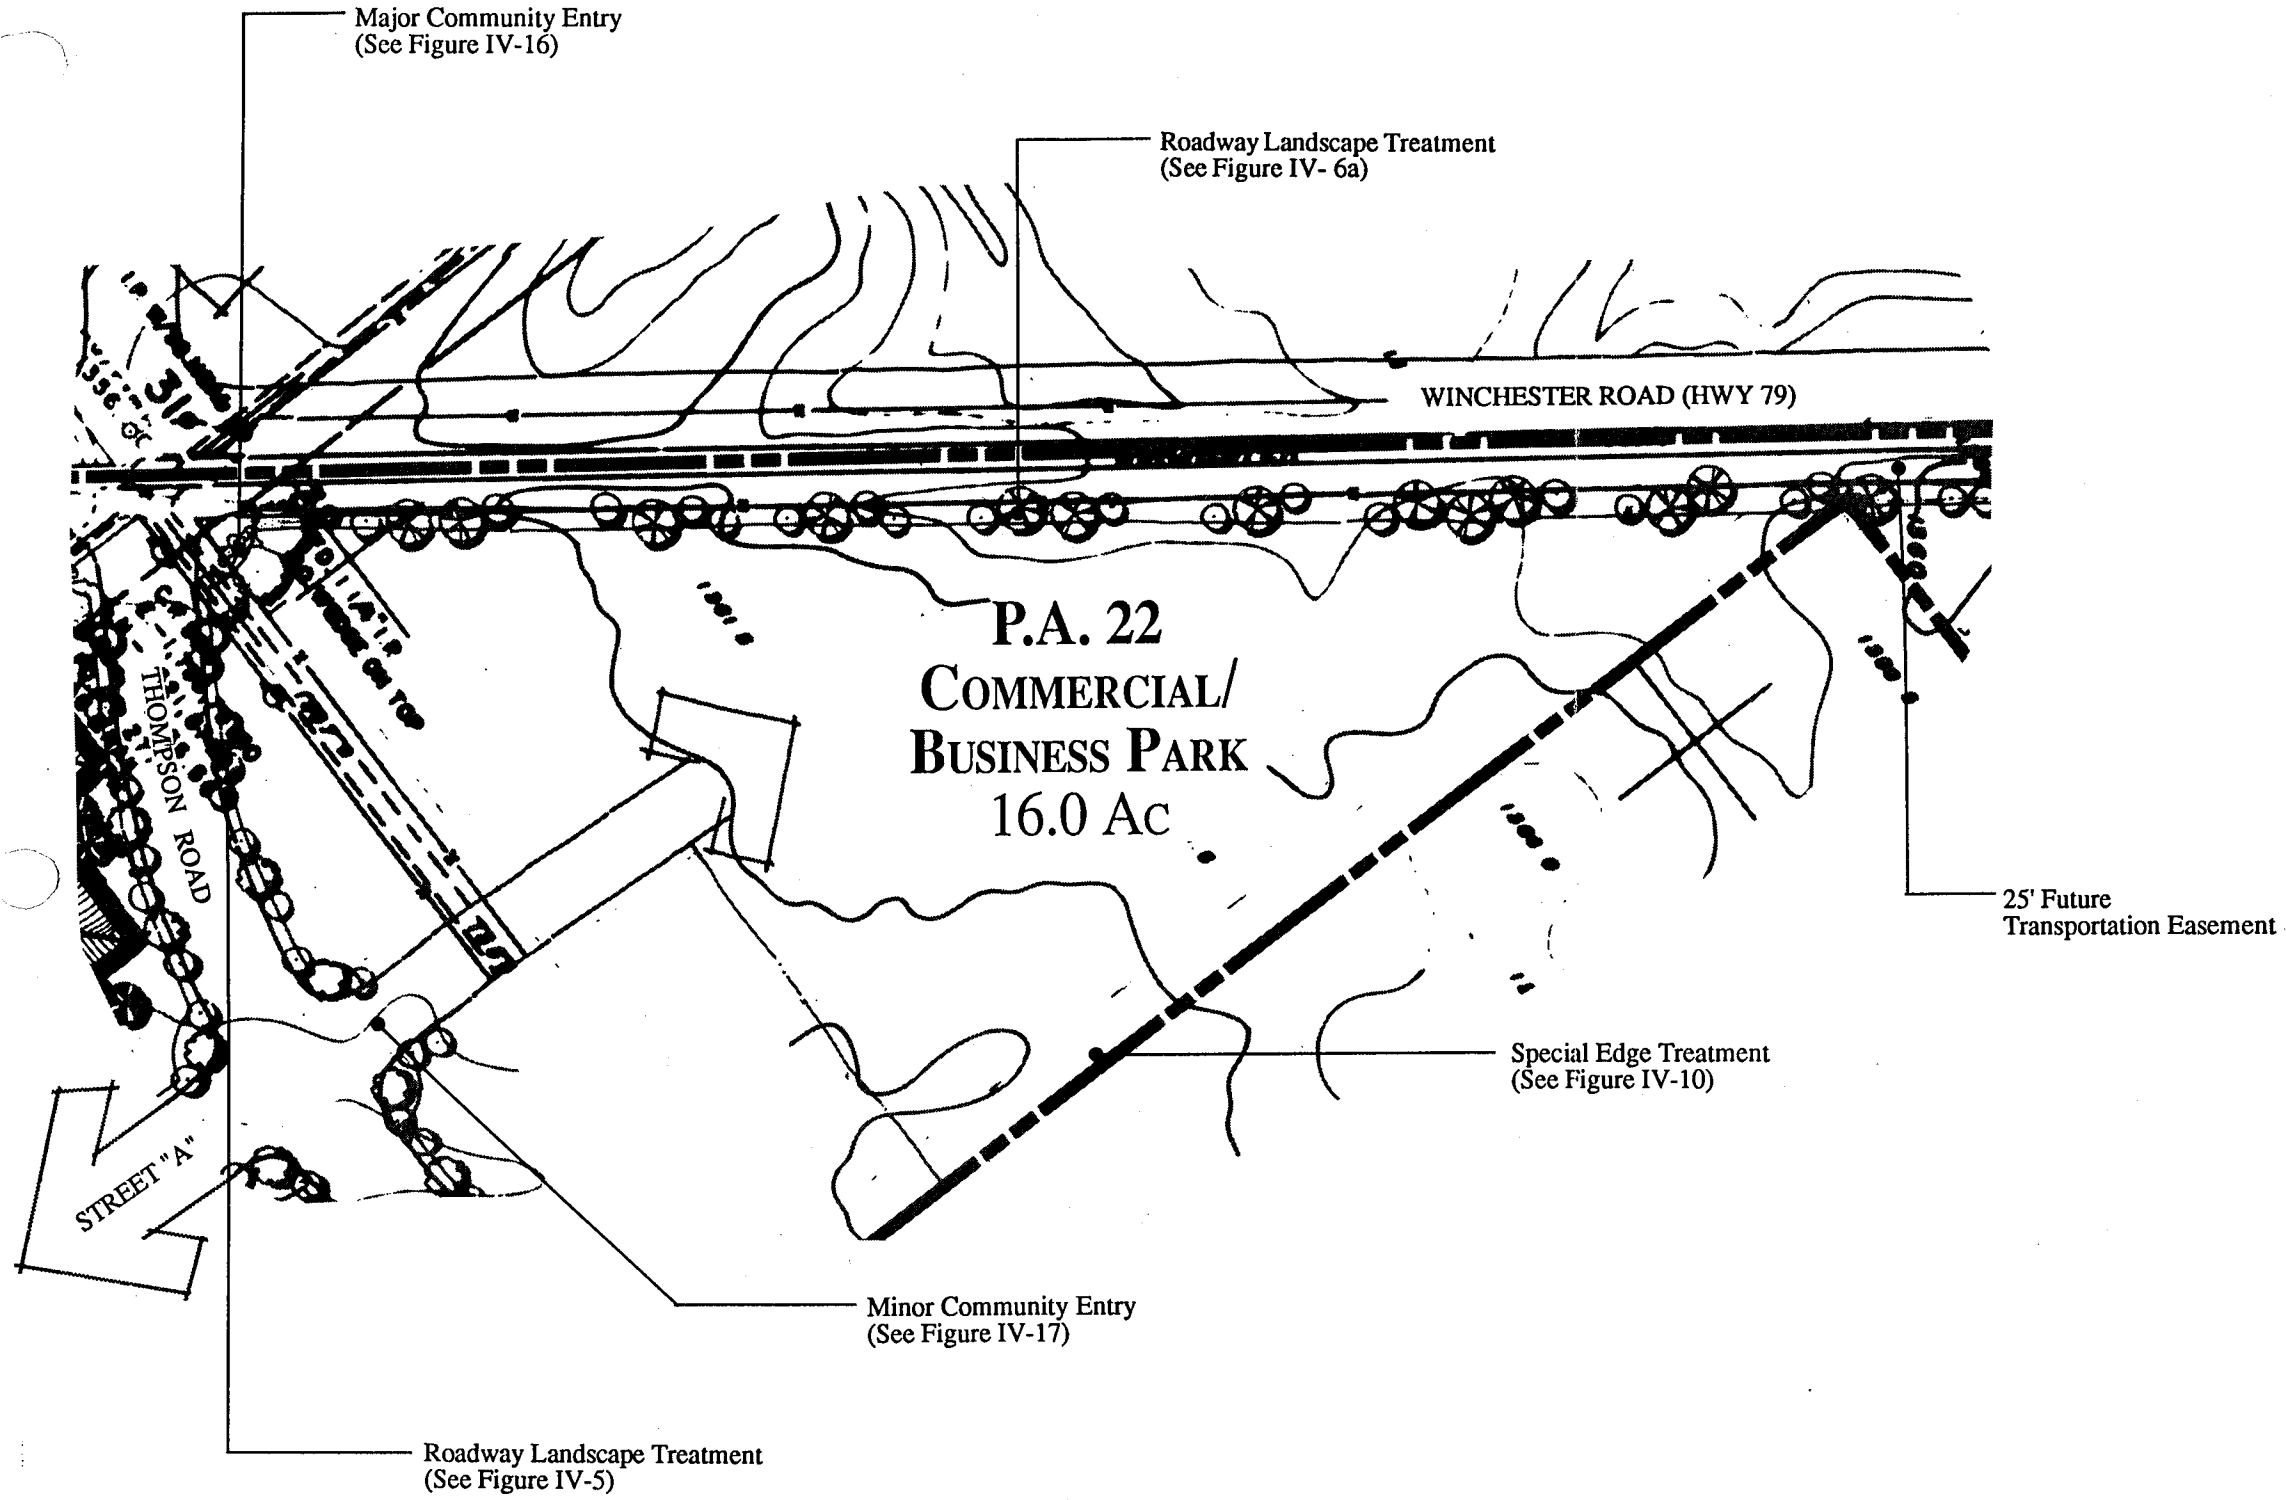 Major Community Entry
(See Figure IV-16)
Roadway Landscape Treatment
(See Figure IV- 6a)
WINCHESTER ROAD (HWY 79)
P.A. 22
COMMERCIAL/
BUSINESS PARK
16.0 AC
THOMPSON ROAD
ON TOP
25' Future
Transportation Easement
Special Edge Treatment
(See Figure IV-10)
STREET "A"
Minor Community Entry
(See Figure IV-17)
Roadway Landscape Treatment
(See Figure IV-5)